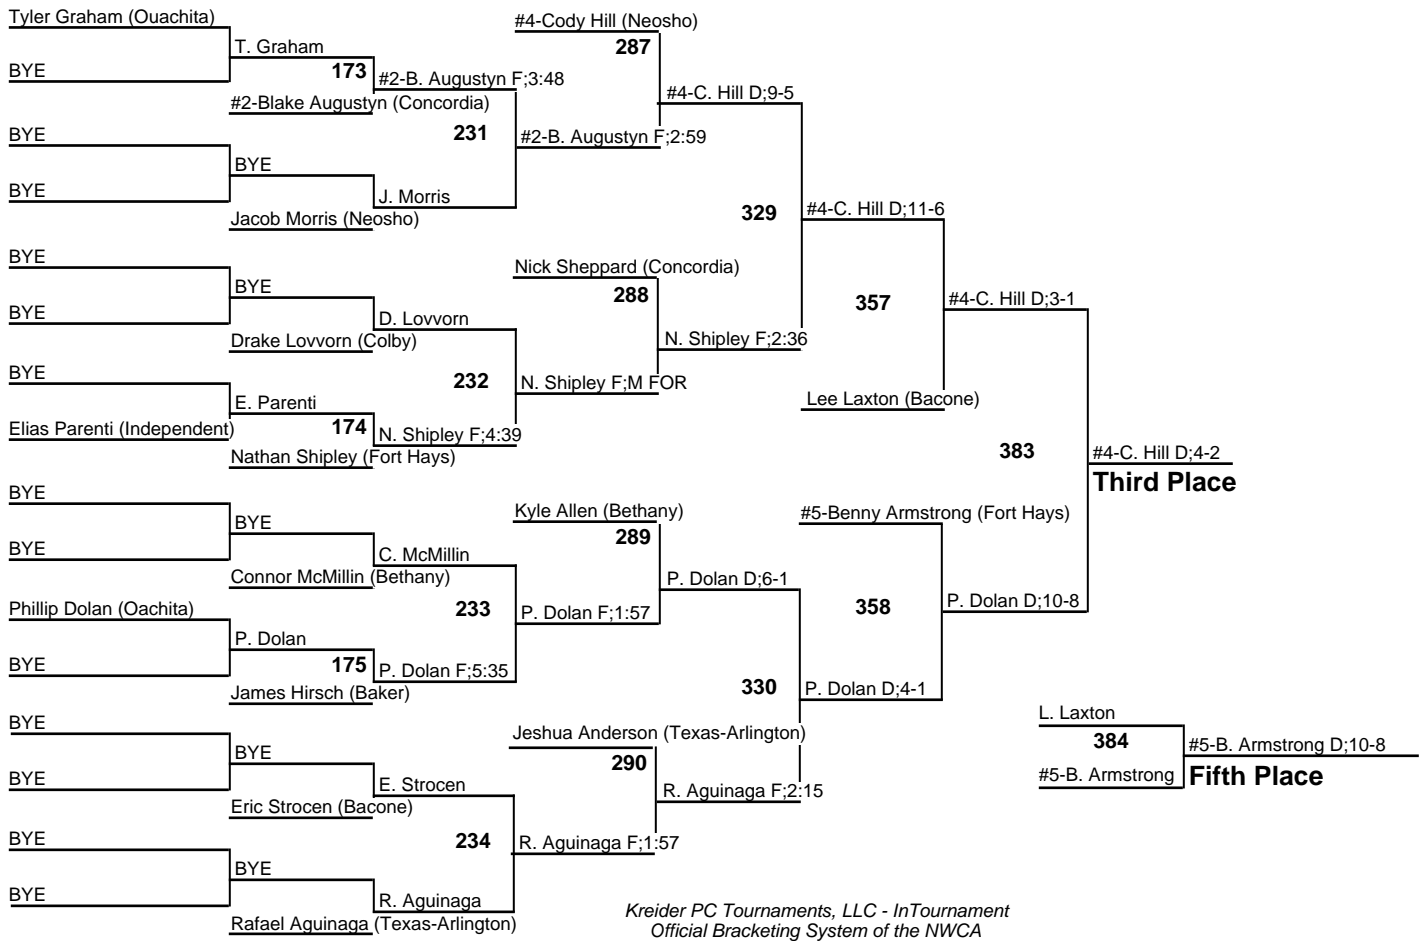 Tyler Graham (Ouachita)
BYE
T. Graham
173
#2-Blake Augustyn (Concordia)
#2-B. Augustyn F;3:48
BYE
BYE
BYE
Jacob Morris (Neosho)
J. Morris
231
#2-B. Augustyn F;2:59
#4-Cody Hill (Neosho)
287
#4-C. Hill D;9-5
BYE
BYE
BYE
Drake Lovvorn (Colby)
D. Lovvorn
BYE
Elias Parenti (Independent)
E. Parenti
174
Nathan Shipley (Fort Hays)
N. Shipley F;4:39
232
N. Shipley F;M FOR
Nick Sheppard (Concordia)
288
N. Shipley F;2:36
329
#4-C. Hill D;11-6
357
Lee Laxton (Bacone)
#4-C. Hill D;3-1
BYE
BYE
BYE
Connor McMillin (Bethany)
C. McMillin
Phillip Dolan (Oachita)
BYE
P. Dolan
175
James Hirsch (Baker)
P. Dolan F;5:35
233
P. Dolan F;1:57
Kyle Allen (Bethany)
289
P. Dolan D;6-1
BYE
BYE
BYE
Eric Strocen (Bacone)
E. Strocen
BYE
BYE
BYE
Rafael Aguinaga (Texas-Arlington)
R. Aguinaga
234
R. Aguinaga F;1:57
Jeshua Anderson (Texas-Arlington)
290
R. Aguinaga F;2:15
330
P. Dolan D;4-1
#5-Benny Armstrong (Fort Hays)
358
P. Dolan D;10-8
383
#4-C. Hill D;4-2
Third Place
L. Laxton
384
#5-B. Armstrong
#5-B. Armstrong D;10-8
Fifth Place
Kreider PC Tournaments, LLC - InTournament
Official Bracketing System of the NWCA